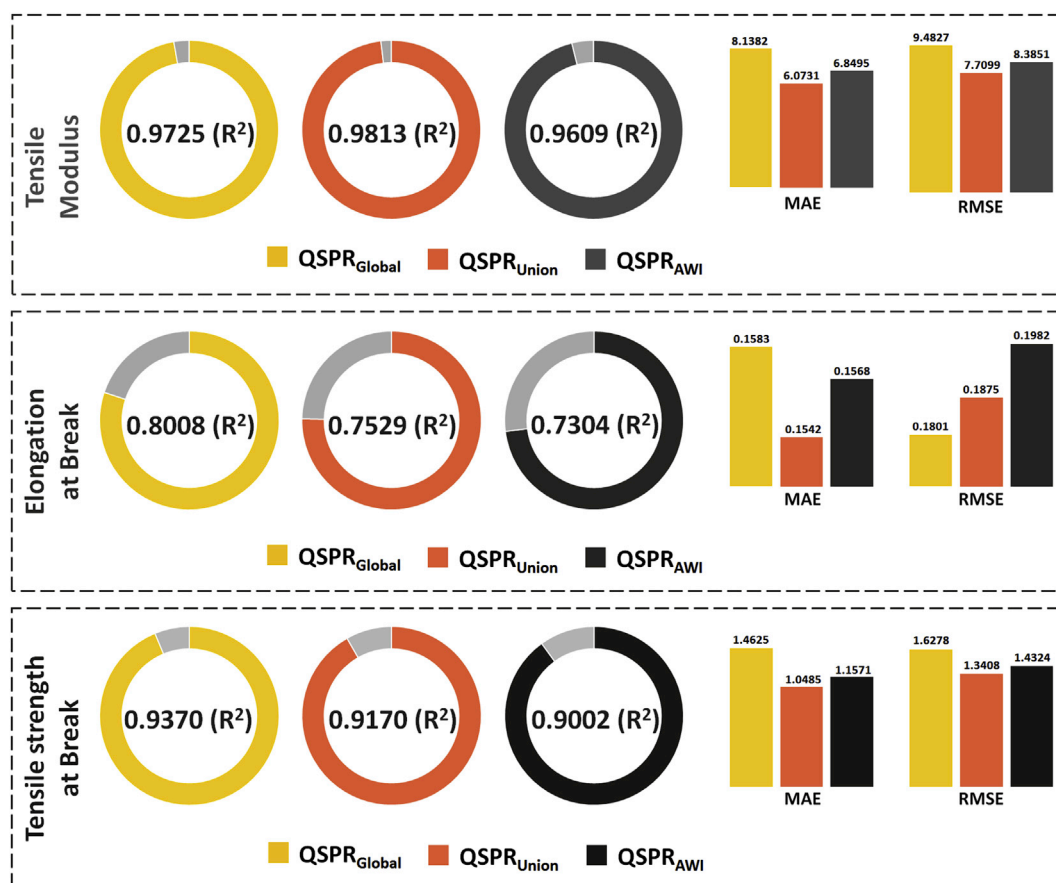 Tensile
Modulus
0.9725 (R²)
0.9813 (R²)
0.9609 (R²)
8.1382
6.0731
6.8495
MAE
9.4827
7.7099
8.3851
RMSE
QSPRGlobal
QSPRUnion
QSPRAWI
Elongation
at Break
0.8008 (R²)
0.7529 (R²)
0.7304 (R²)
0.1583
0.1542
0.1568
MAE
0.1801
0.1875
0.1982
RMSE
QSPRGlobal
QSPRUnion
QSPRAWI
Tensile strength
at Break
0.9370 (R²)
0.9170 (R²)
0.9002 (R²)
1.4625
1.0485
1.1571
MAE
1.6278
1.3408
1.4324
RMSE
QSPRGlobal
QSPRUnion
QSPRAWI